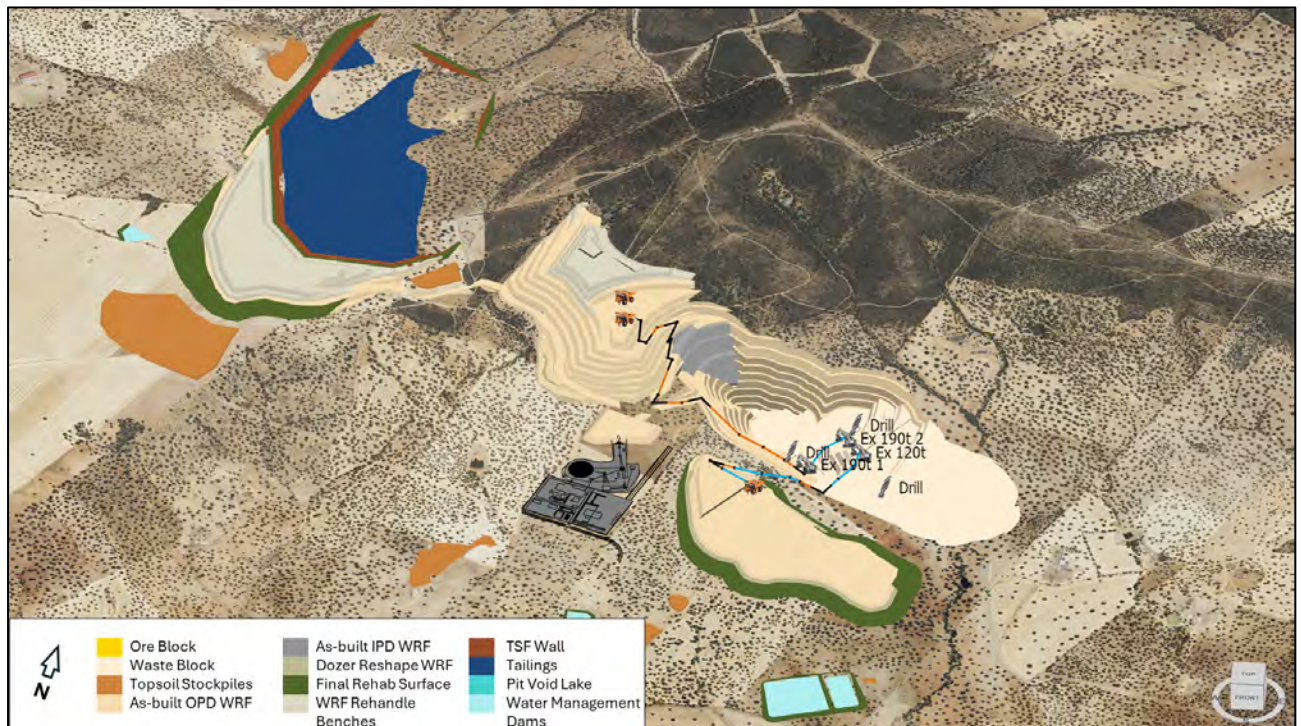 Drill
Ex 190t 2
Drill
Ex 120t
Ex 190t 1
Drill
N
Ore Block
Waste Block
Topsoil Stockpiles
As-built OPD WRF
As-built IPD WRF
Dozer Reshape WRF
Final Rehab Surface
WRF Rehandle
Benches
TSF Wall
Tailings
Pit Void Lake
Water Management
Dams
TOP
FRONT